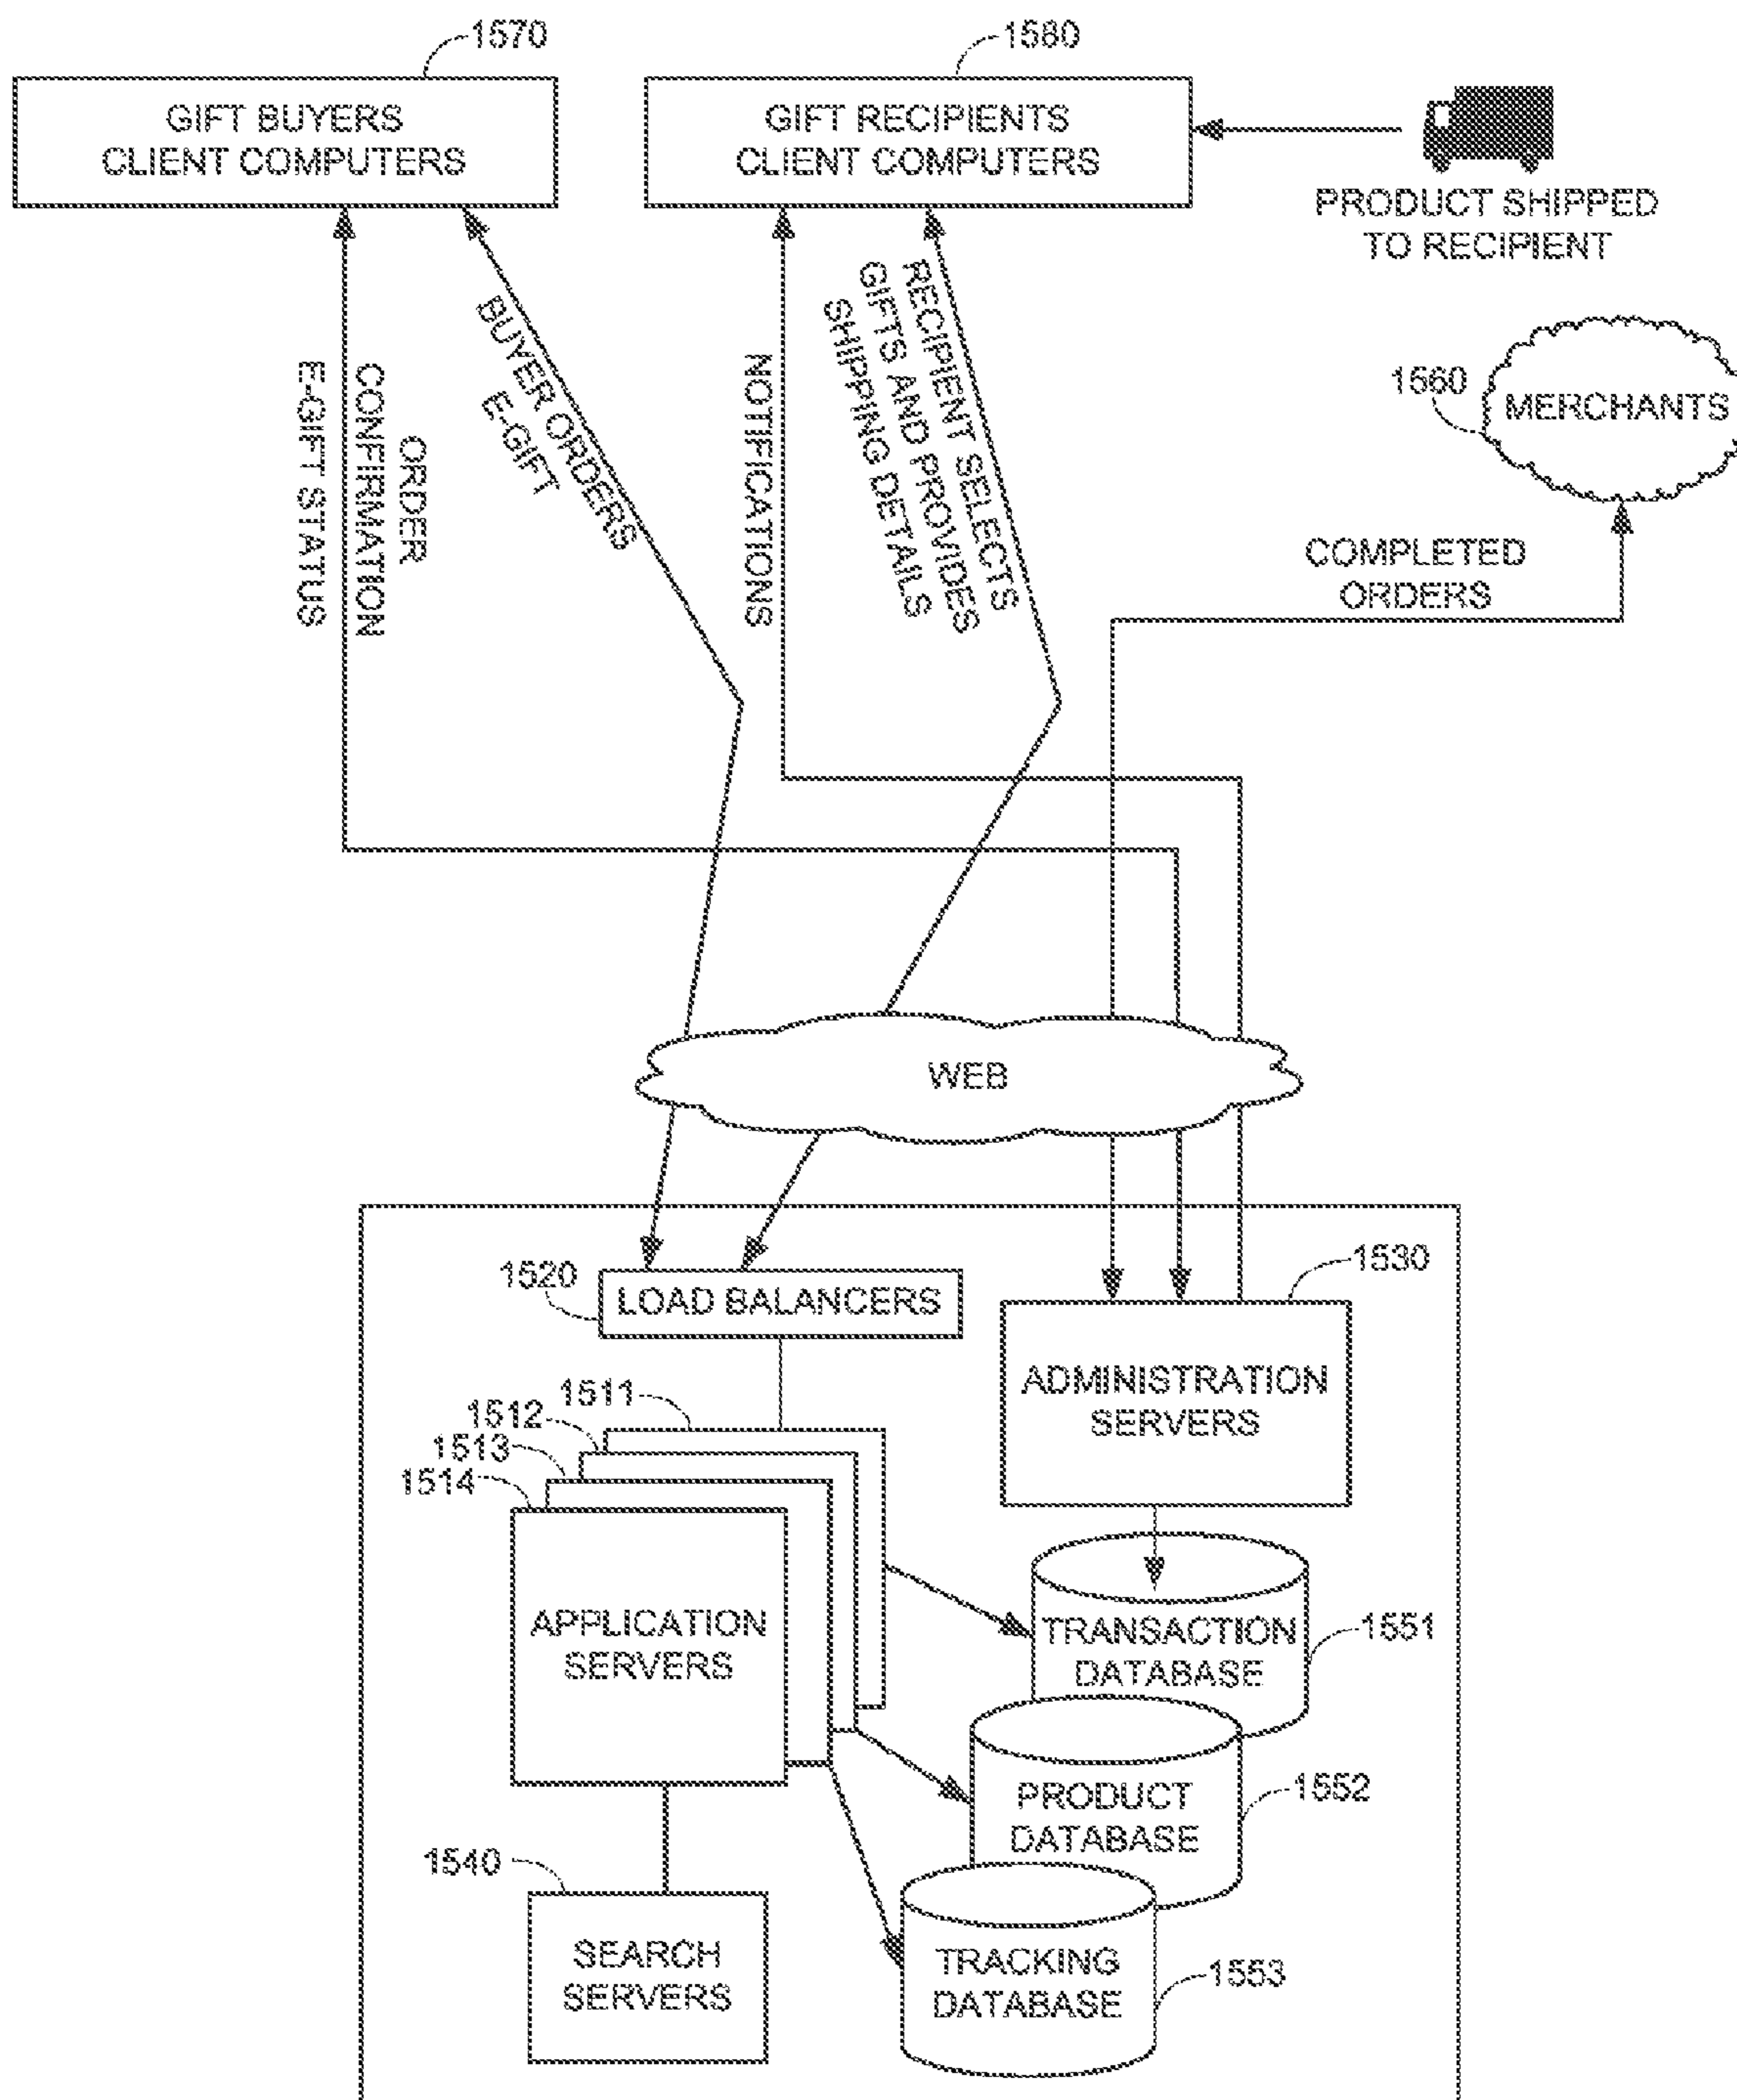 1570
GIFT BUYERS
CLIENT COMPUTERS
1580
GIFT RECIPIENTS
CLIENT COMPUTERS
PRODUCT SHIPPED
TO RECIPIENT
1560
MERCHANTS
ORDER
CONFIRMATION
E-GIFT STATUS
BUYER ORDERS
E-GIFT
NOTIFICATIONS
RECIPIENT SELECTS
GIFTS AND PROVIDES
SHIPPING DETAILS
COMPLETED
ORDERS
WEB
1520
LOAD BALANCERS
1530
ADMINISTRATION
SERVERS
1511
1512
1513
1514
APPLICATION
SERVERS
TRANSACTION
DATABASE
1551
PRODUCT
DATABASE
1552
1540
SEARCH
SERVERS
TRACKING
DATABASE
1553